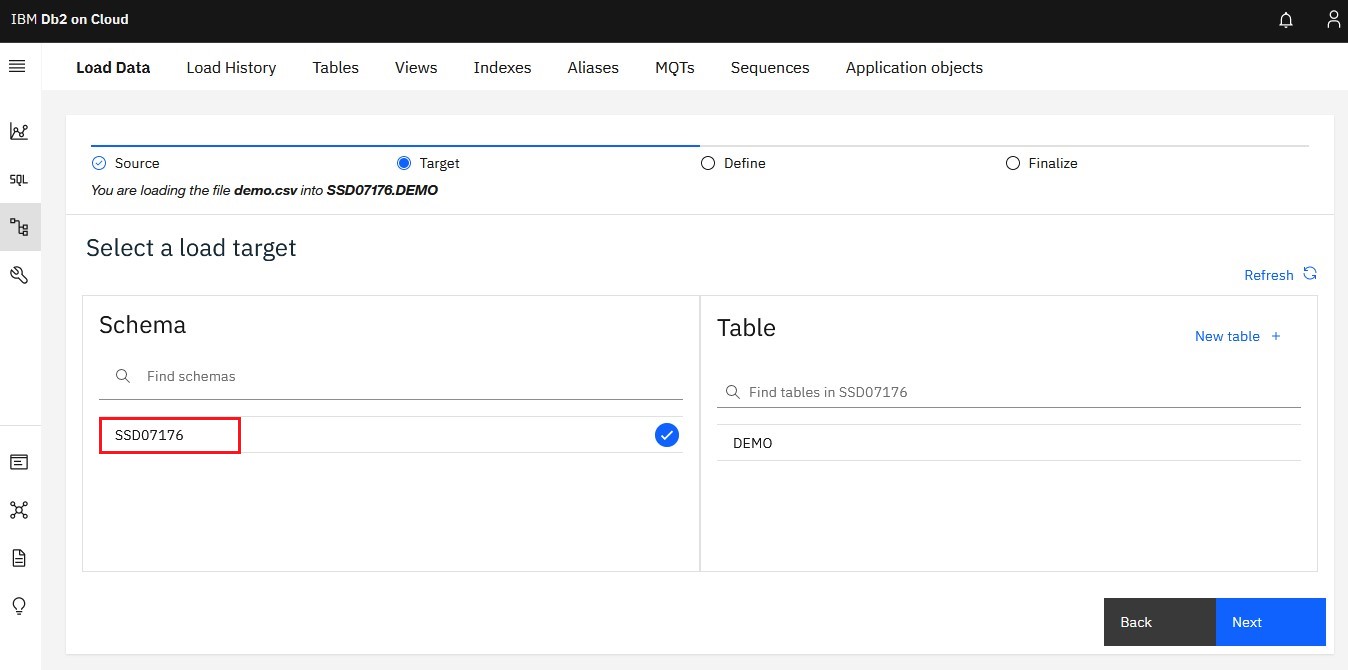 IBM Db2 on Cloud
Load Data Load History Tables Views Indexes Aliases MQTs Sequences Application objects
SQL
Source Target Define Finalize
You are loading the file demo.csv into SSD07176.DEMO
Select a load target
Refresh
Schema
Find schemas
SSD07176
Table
New table +
Find tables in SSD07176
DEMO
Back Next